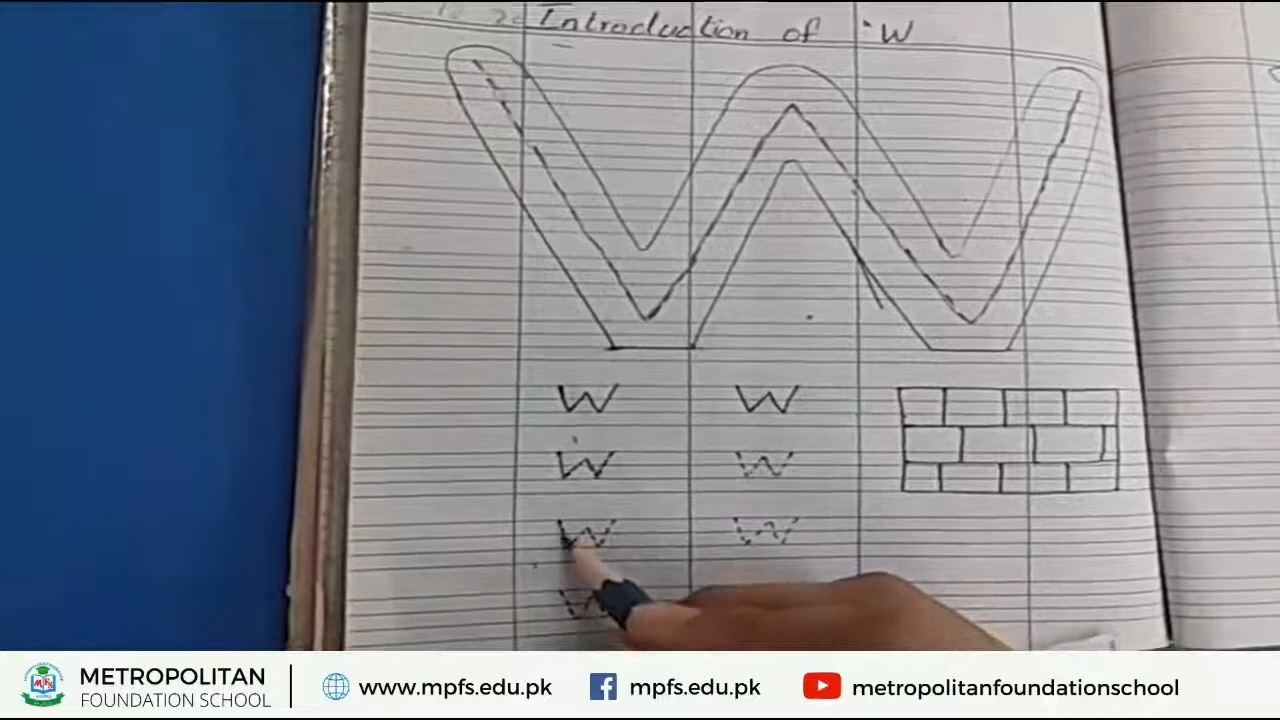 Introduction of W
W W
W W
W W
W
METROPOLITAN
FOUNDATION SCHOOL
www.mpfs.edu.pk
mpfs.edu.pk
metropolitanfoundationschool